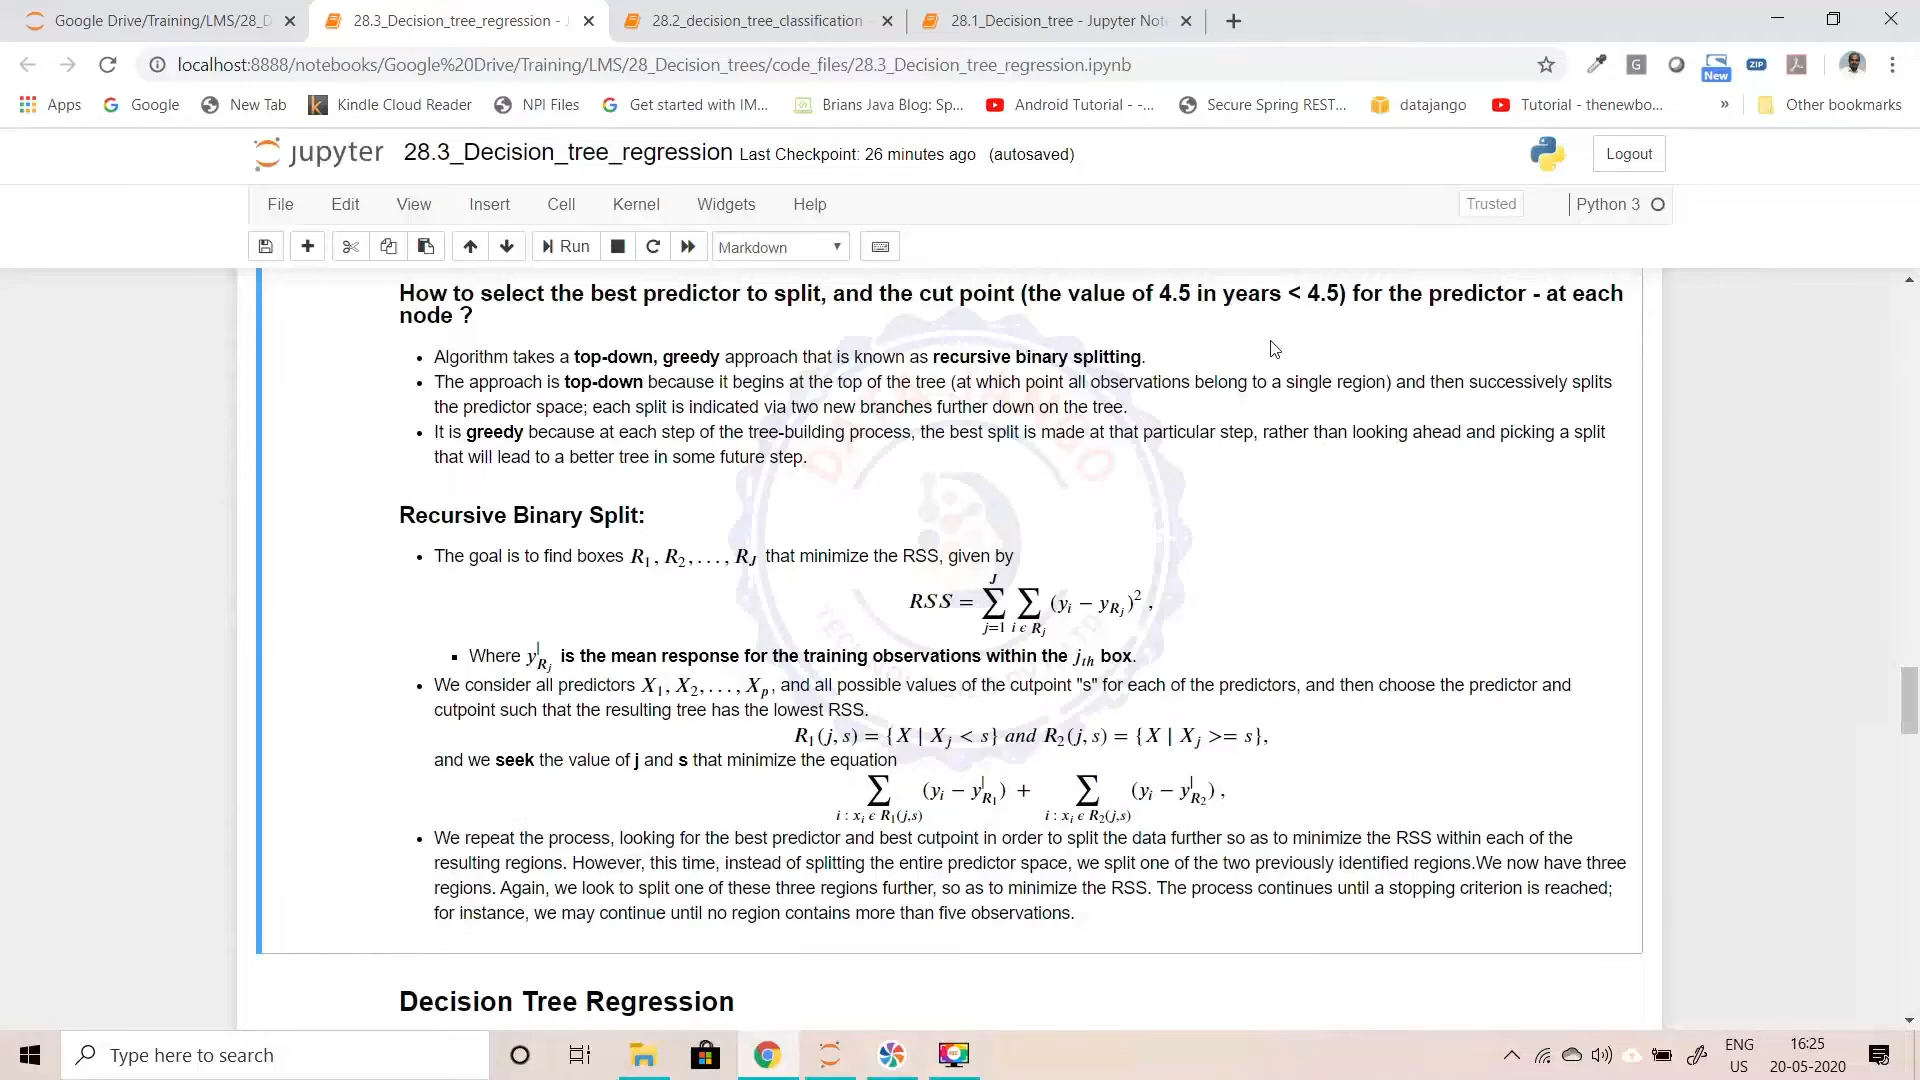 Google Drive/Training/LMS/28_D
28.3_Decision_tree_regression - J
28.2_decision_tree_classification
28.1_Decision_tree - Jupyter Not
localhost:8888/notebooks/Google%20Drive/Training/LMS/28_Decision_trees/code_files/28.3_Decision_tree_regression.ipynb
New
ZIP
Apps Google New Tab Kindle Cloud Reader NPI Files Get started with IM... Brians Java Blog: Sp... Android Tutorial - -... Secure Spring REST... datajango Tutorial - thenewbo... » Other bookmarks
jupyter 28.3_Decision_tree_regression Last Checkpoint: 26 minutes ago (autosaved)
Logout
File Edit View Insert Cell Kernel Widgets Help
Trusted
Python 3
Run
Markdown
How to select the best predictor to split, and the cut point (the value of 4.5 in years < 4.5) for the predictor - at each
node ?
• Algorithm takes a top-down, greedy approach that is known as recursive binary splitting.
• The approach is top-down because it begins at the top of the tree (at which point all observations belong to a single region) and then successively splits
the predictor space; each split is indicated via two new branches further down on the tree.
• It is greedy because at each step of the tree-building process, the best split is made at that particular step, rather than looking ahead and picking a split
that will lead to a better tree in some future step.
Recursive Binary Split:
• The goal is to find boxes R₁, R₂, . . . , R_J that minimize the RSS, given by
RSS = ∑_{j=1}^{J} ∑_{i ϵ R_j} (y_i − y_{R_j})² ,
▪ Where y^|_{R_j} is the mean response for the training observations within the j_{th} box.
• We consider all predictors X₁, X₂, . . . , X_p, and all possible values of the cutpoint "s" for each of the predictors, and then choose the predictor and
cutpoint such that the resulting tree has the lowest RSS.
R₁(j, s) = {X | X_j < s} and R₂(j, s) = {X | X_j >= s},
and we seek the value of j and s that minimize the equation
∑_{i : x_i ϵ R₁(j,s)} (y_i − y^|_{R₁}) + ∑_{i : x_i ϵ R₂(j,s)} (y_i − y^|_{R₂}) ,
• We repeat the process, looking for the best predictor and best cutpoint in order to split the data further so as to minimize the RSS within each of the
resulting regions. However, this time, instead of splitting the entire predictor space, we split one of the two previously identified regions.We now have three
regions. Again, we look to split one of these three regions further, so as to minimize the RSS. The process continues until a stopping criterion is reached;
for instance, we may continue until no region contains more than five observations.
Decision Tree Regression
Type here to search
ENG
US
16:25
20-05-2020